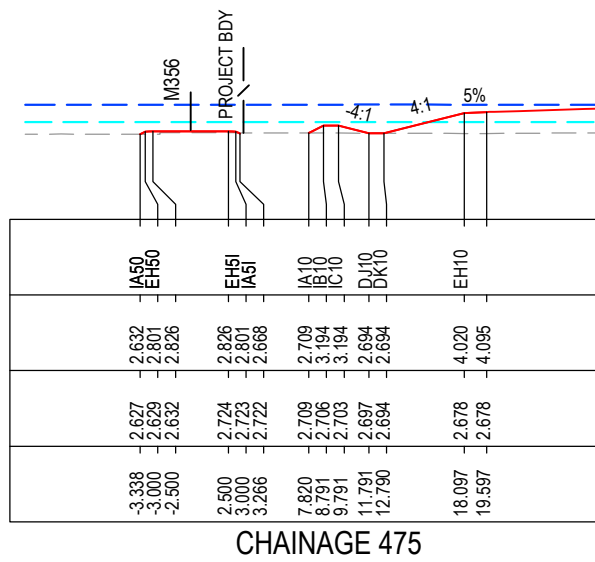 M356
PROJECT BDY
-4:1
4:1
5%
IA50 EH50 EH5I IA5I IA10 IB10 IC10 DJ10 DK10 EH10
2.632 2.801 2.826 2.826 2.801 2.668 2.709 3.194 3.194 2.694 2.694 4.020 4.095
2.627 2.629 2.632 2.724 2.723 2.722 2.709 2.706 2.703 2.697 2.694 2.678 2.678
-3.338 -3.000 -2.500 2.500 3.000 3.266 7.820 8.791 9.791 11.791 12.790 18.097 19.597
CHAINAGE 475